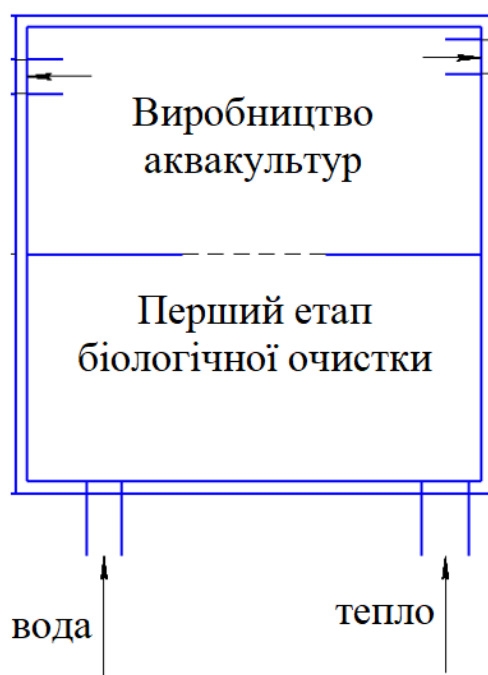 Виробництво
аквакультур
Перший етап
біологічної очистки
вода
тепло